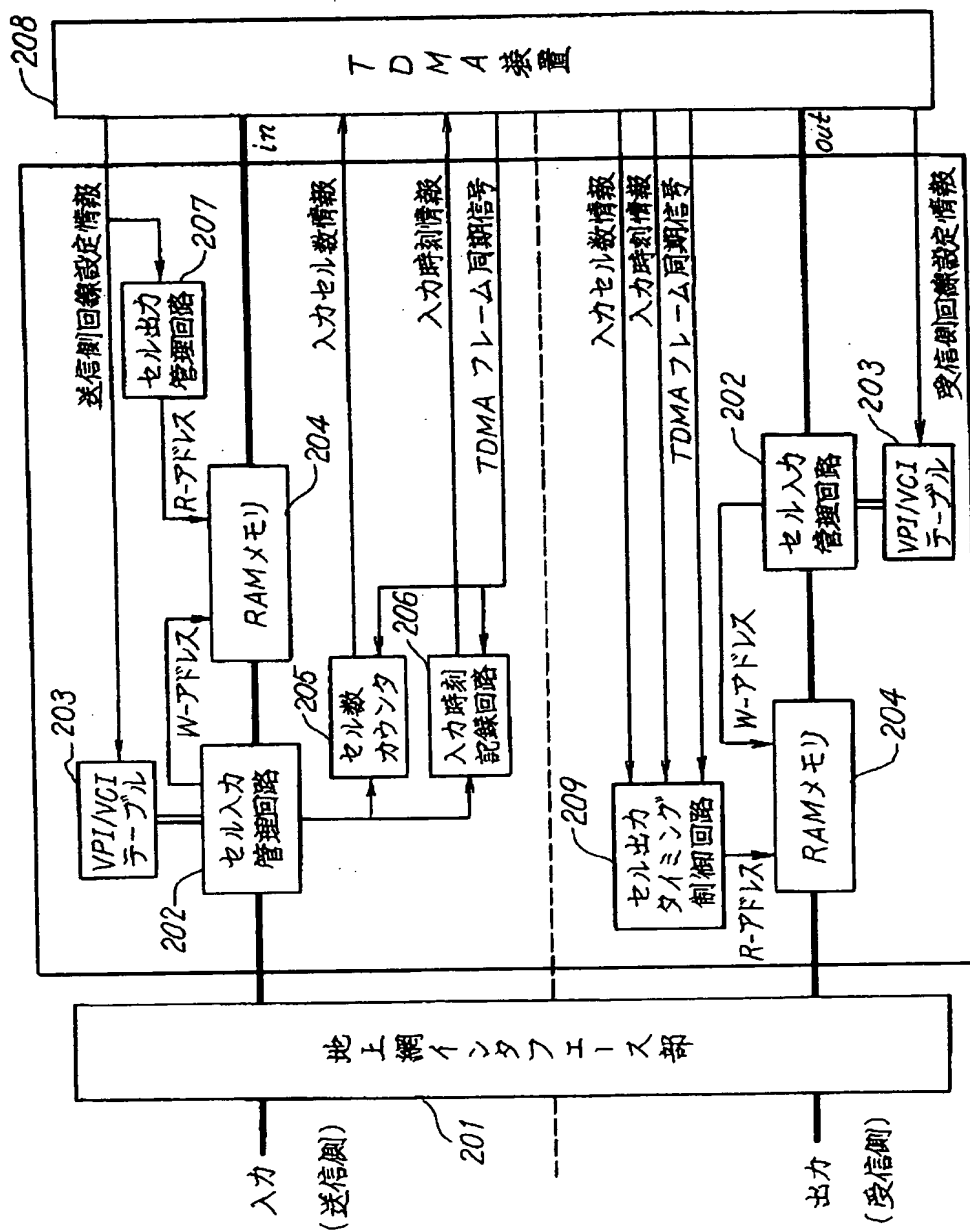 208
TDMA装置
in
out
送信側回線設定情報
207
セル出力
管理回路
R-アドレス
入力セル数情報
入力時刻情報
TDMAフレーム同期信号
203
VPI/VCI
テーブル
W-アドレス
204
RAMメモリ
202
セル入力
管理回路
205
セル数
カウンタ
206
入力時刻
記録回路
入力セル数情報
入力時刻情報
TDMAフレーム同期信号
受信側回線設定情報
209
セル出力
タイミング
制御回路
R-アドレス
W-アドレス
202
セル入力
管理回路
203
VPI/VCI
テーブル
RAMメモリ
204
地上網インタフェース部
201
入力
(送信側)
出力
(受信側)